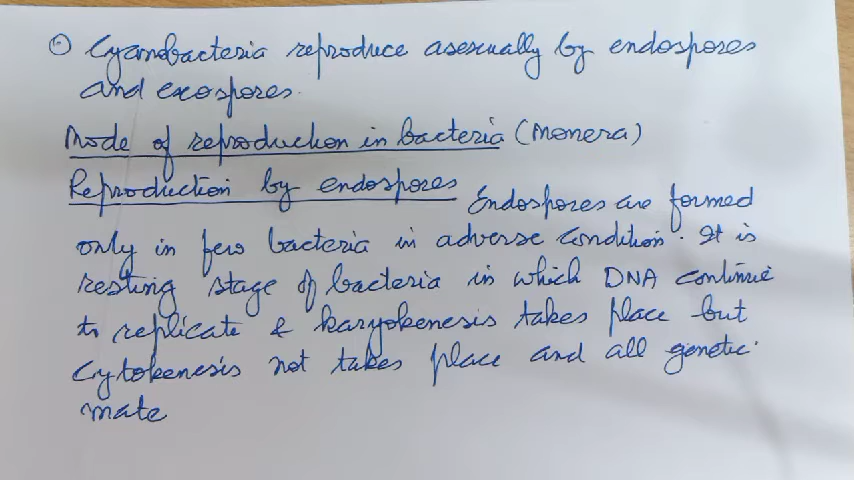 ⊙ Cyanobacteria reproduce asexually by endospores
and exospores.
Mode of reproduction in bacteria (Monera)
Reproduction by endospores Endospores are formed
only in few bacteria in adverse condition. It is
resting stage of bacteria in which DNA continue
to replicate & karyokenesis takes place but
Cytokenesis not takes place and all genetic
mate